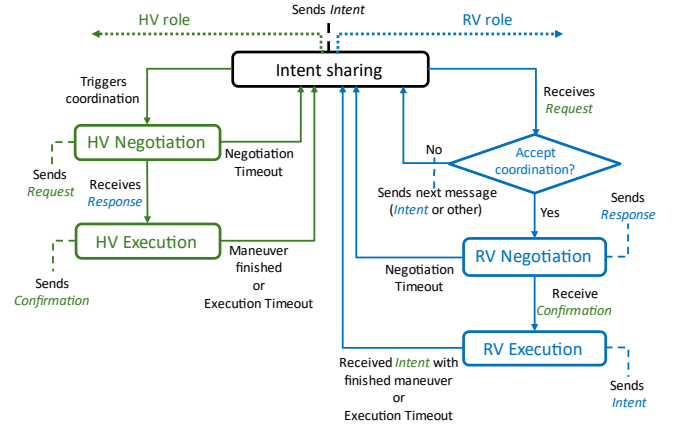 Sends Intent
HV role
RV role
Intent sharing
Triggers
coordination
Receives
Request
HV Negotiation
Negotiation
Timeout
No
Accept
coordination?
Sends
Request
Receives
Response
Sends next message
(Intent or other)
Yes
Sends
Response
HV Execution
Maneuver
finished
or
Execution Timeout
RV Negotiation
Negotiation
Timeout
Sends
Confirmation
Receive
Confirmation
RV Execution
Received Intent with
finished maneuver
or
Execution Timeout
Sends
Intent